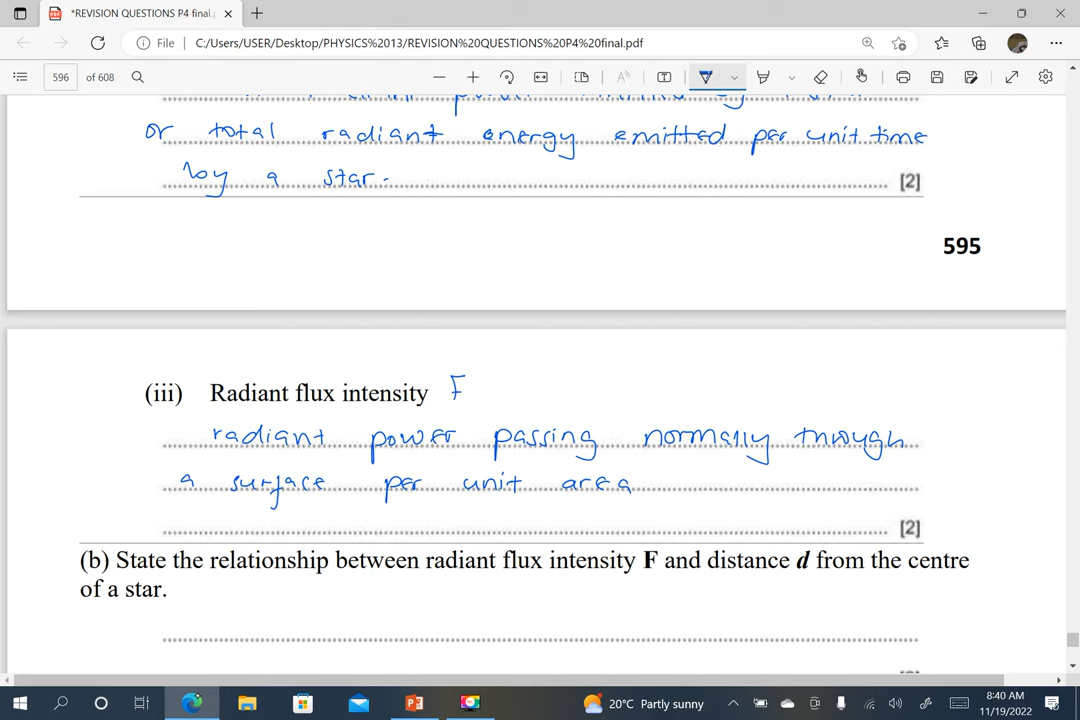 *REVISION QUESTIONS P4 final.
File C:/Users/USER/Desktop/PHYSICS%2013/REVISION%20QUESTIONS%20P4%20final.pdf
596 of 608
or total radiant energy emitted per unit time
by a star. [2]
595
(iii) Radiant flux intensity F
radiant power passing normally through
a surface per unit area
[2]
(b) State the relationship between radiant flux intensity F and distance d from the centre
of a star.
20°C Partly sunny
8:40 AM
11/19/2022